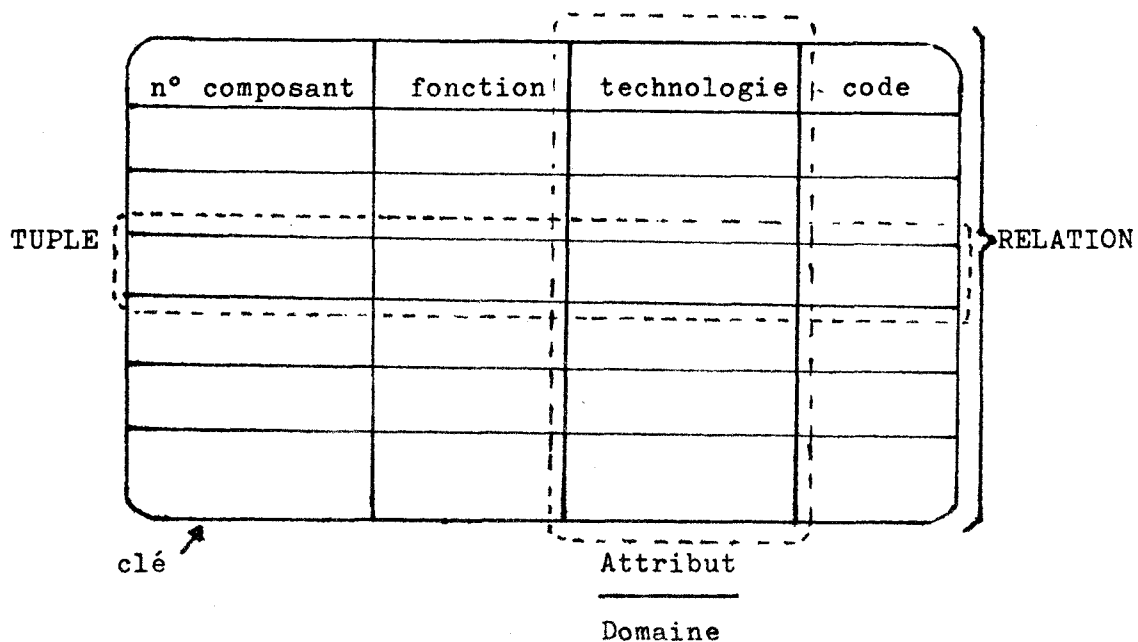 n° composant fonction technologie code
TUPLE
RELATION
clé
Attribut
Domaine